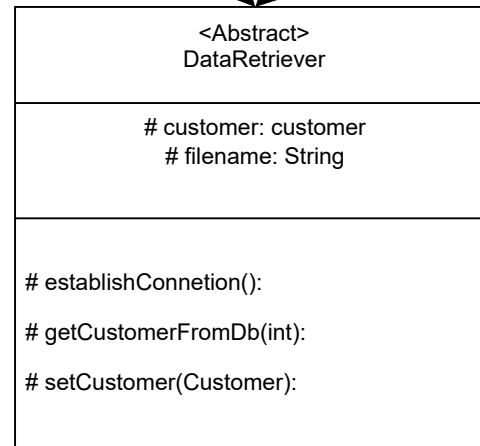 <Abstract>
DataRetriever
# customer: customer
# filename: String
# establishConnetion():
# getCustomerFromDb(int):
# setCustomer(Customer):